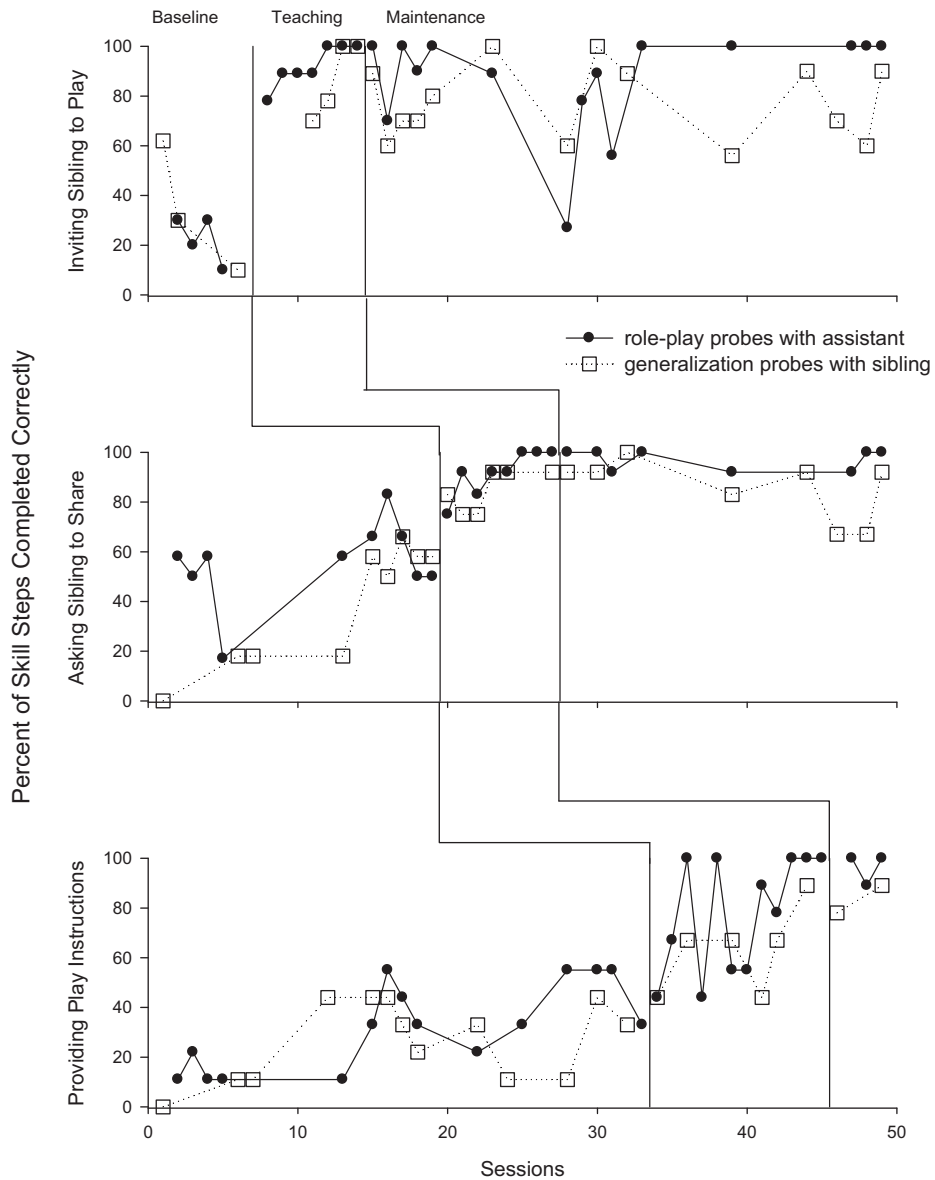 Baseline Teaching Maintenance
100
80
60
40
20
0
Inviting Sibling to Play
role-play probes with assistant
generalization probes with sibling
Percent of Skill Steps Completed Correctly
100
80
60
40
20
0
Asking Sibling to Share
100
80
60
40
20
0
Providing Play Instructions
0 10 20 30 40 50
Sessions